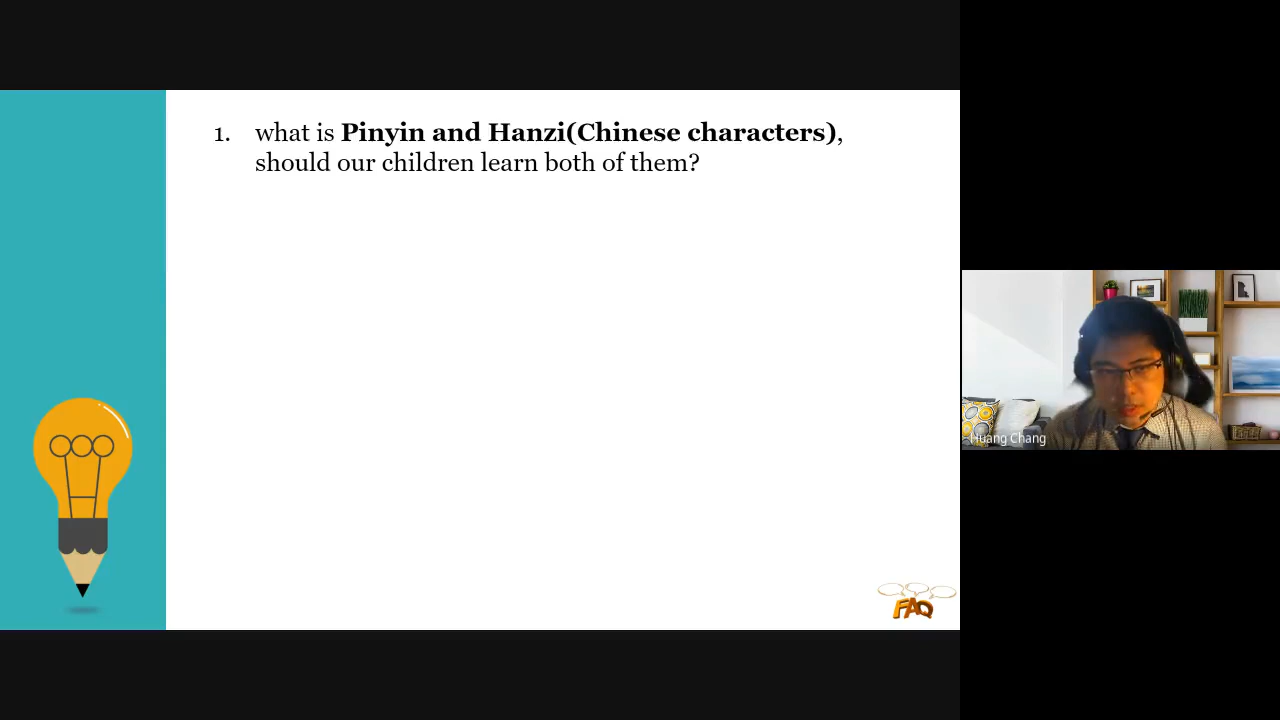 1. what is Pinyin and Hanzi(Chinese characters),
should our children learn both of them?
Huang Chang
FAQ